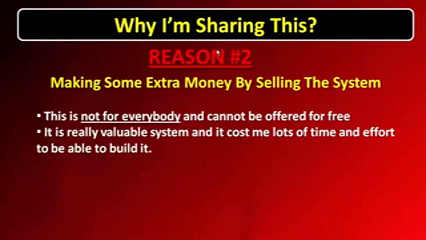 Why I'm Sharing This?
REASON #2
Making Some Extra Money By Selling The System
• This is not for everybody and cannot be offered for free
• It is really valuable system and it cost me lots of time and effort
to be able to build it.